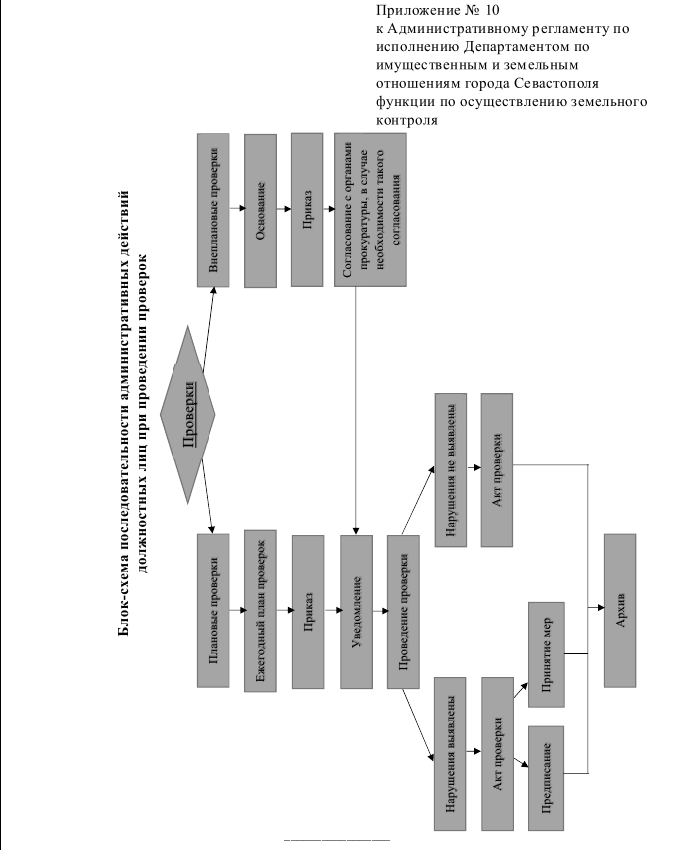 Приложение № 10
к Административному регламенту по
исполнению Департаментом по
имущественным и земельным
отношениям города Севастополя
функции по осуществлению земельного
контроля
Блок-схема последовательности административных действий
должностных лиц при проведении проверок
Проверки
Плановые проверки
Ежегодный план проверок
Приказ
Уведомление
Проведение проверки
Внеплановые проверки
Основание
Приказ
Согласование с органами
прокуратуры, в случае
необходимости такого
согласования
Нарушения выявлены
Акт проверки
Предписание
Принятие мер
Нарушения не выявлены
Акт проверки
Архив